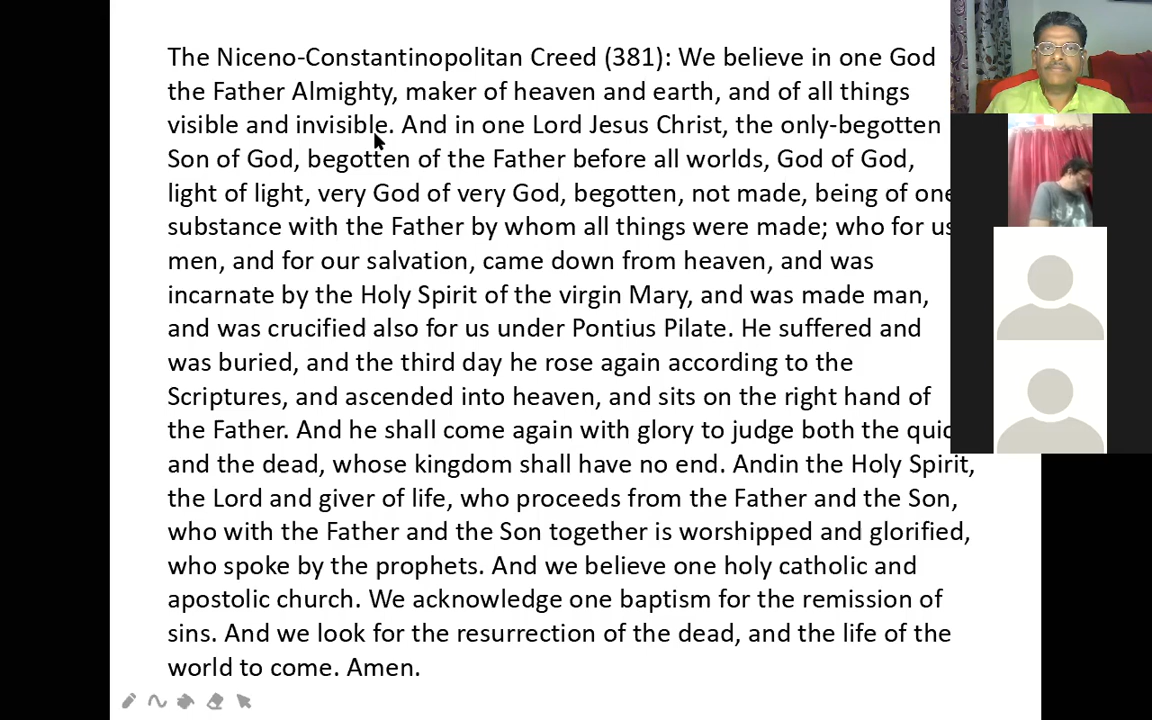 The Niceno-Constantinopolitan Creed (381): We believe in one God
the Father Almighty, maker of heaven and earth, and of all things
visible and invisible. And in one Lord Jesus Christ, the only-begotten
Son of God, begotten of the Father before all worlds, God of God,
light of light, very God of very God, begotten, not made, being of one
substance with the Father by whom all things were made; who for us
men, and for our salvation, came down from heaven, and was
incarnate by the Holy Spirit of the virgin Mary, and was made man,
and was crucified also for us under Pontius Pilate. He suffered and
was buried, and the third day he rose again according to the
Scriptures, and ascended into heaven, and sits on the right hand of
the Father. And he shall come again with glory to judge both the quic
and the dead, whose kingdom shall have no end. Andin the Holy Spirit,
the Lord and giver of life, who proceeds from the Father and the Son,
who with the Father and the Son together is worshipped and glorified,
who spoke by the prophets. And we believe one holy catholic and
apostolic church. We acknowledge one baptism for the remission of
sins. And we look for the resurrection of the dead, and the life of the
world to come. Amen.